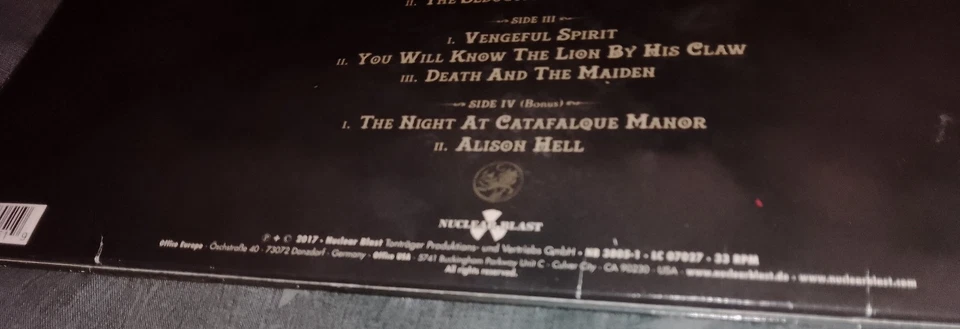 II. THE SEDUCT
SIDE III
I. VENGEFUL SPIRIT
II. YOU WILL KNOW THE LION BY HIS CLAW
III. DEATH AND THE MAIDEN
SIDE IV (Bonus)
I. THE NIGHT AT CATAFALQUE MANOR
II. ALISON HELL
NUCLEAR BLAST
℗ + © 2017 · Nuclear Blast Tonträger Produktions- und Vertriebs GmbH · NB 3805-1 · LC 07027 · 33 RPM
Office Europe · Öschstraße 40 · 73072 Donzdorf · Germany · Office USA · 5741 Buckingham Parkway Unit C · Culver City · CA 90230 · USA · www.nuclearblast.de · www.nuclearblast.com
All rights reserved.